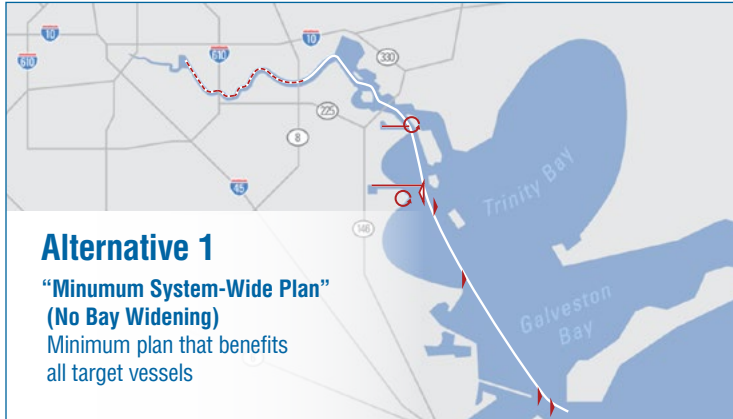 10
10
610
610
330
225
8
45
146
Trinity Bay
Galveston
Bay
Alternative 1
“Minumum System-Wide Plan”
(No Bay Widening)
Minimum plan that benefits
all target vessels